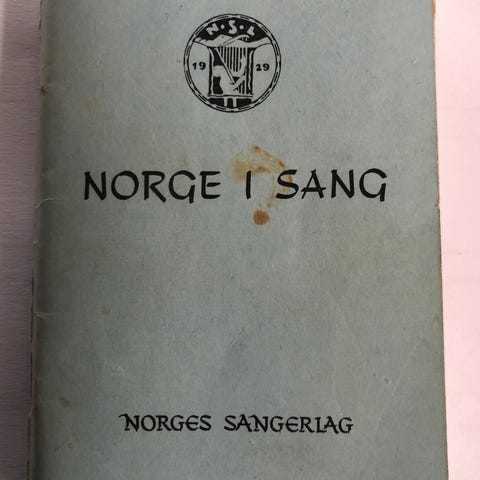 N·S·L
19 29
NORGE I SANG
NORGES SANGERLAG